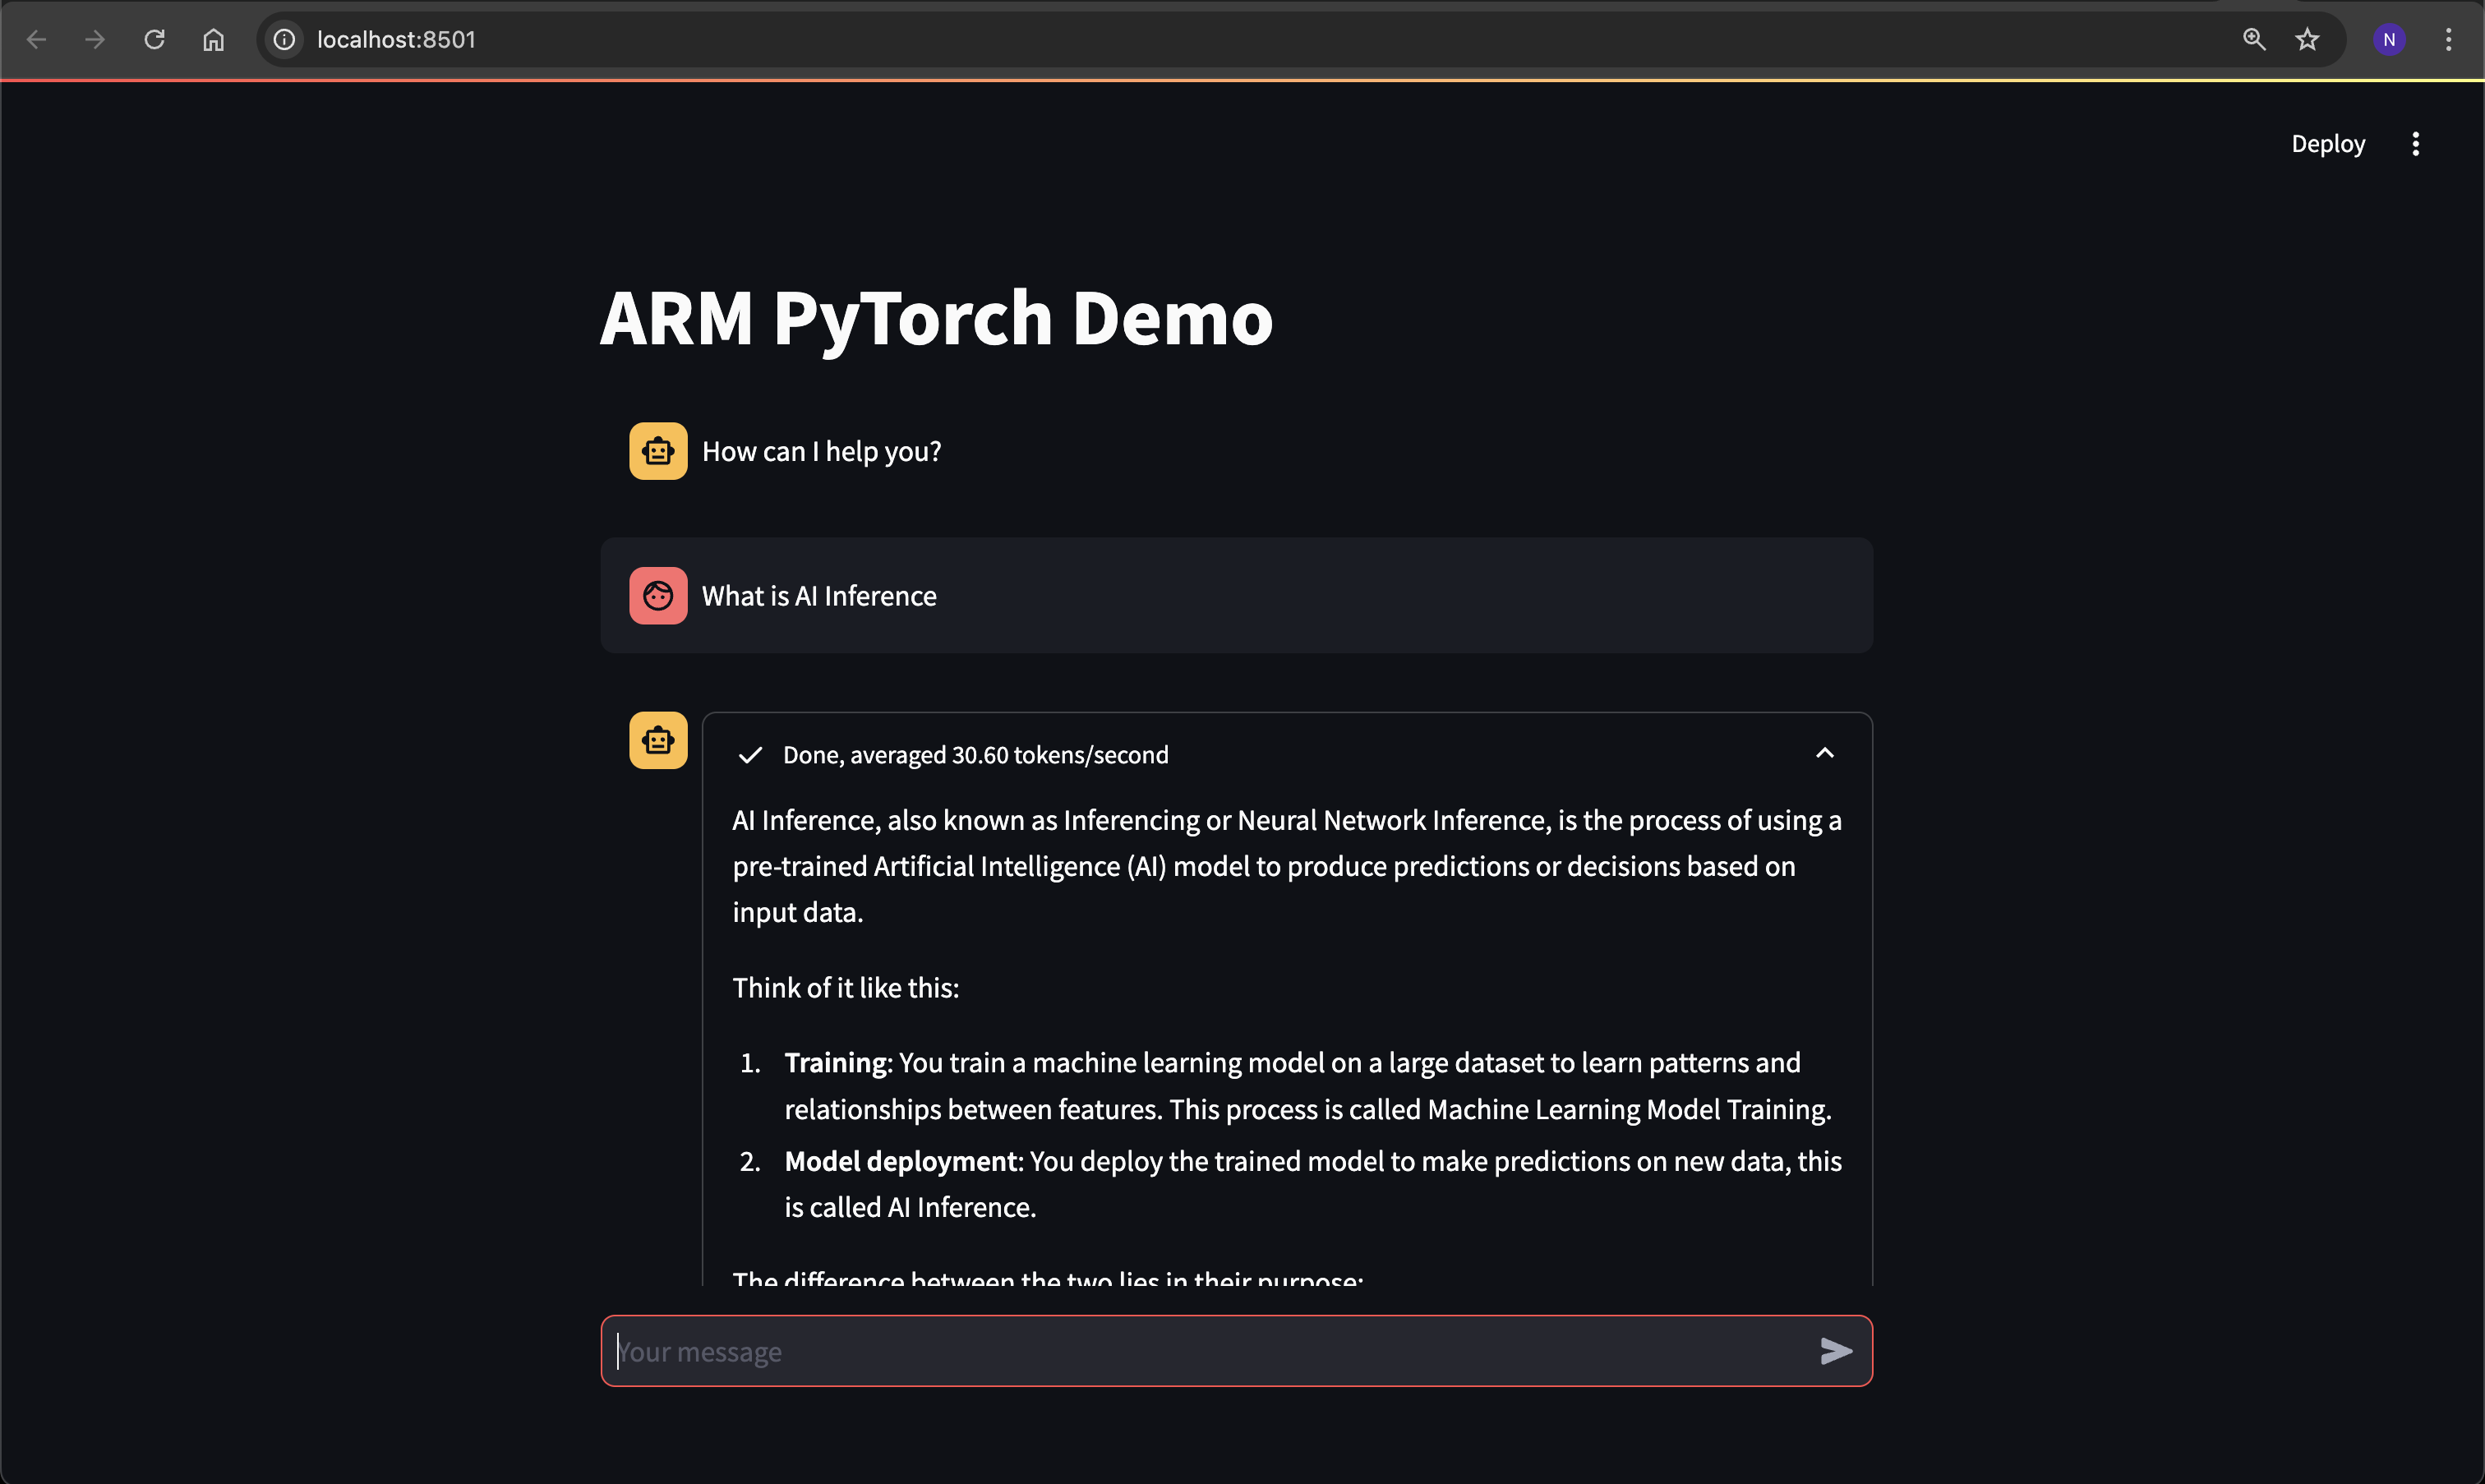 localhost:8501
N
Deploy
ARM PyTorch Demo
How can I help you?
What is AI Inference
Done, averaged 30.60 tokens/second
AI Inference, also known as Inferencing or Neural Network Inference, is the process of using a
pre-trained Artificial Intelligence (AI) model to produce predictions or decisions based on
input data.
Think of it like this:
1. Training: You train a machine learning model on a large dataset to learn patterns and
relationships between features. This process is called Machine Learning Model Training.
2. Model deployment: You deploy the trained model to make predictions on new data, this
is called AI Inference.
The difference between the two lies in their purpose:
Your message